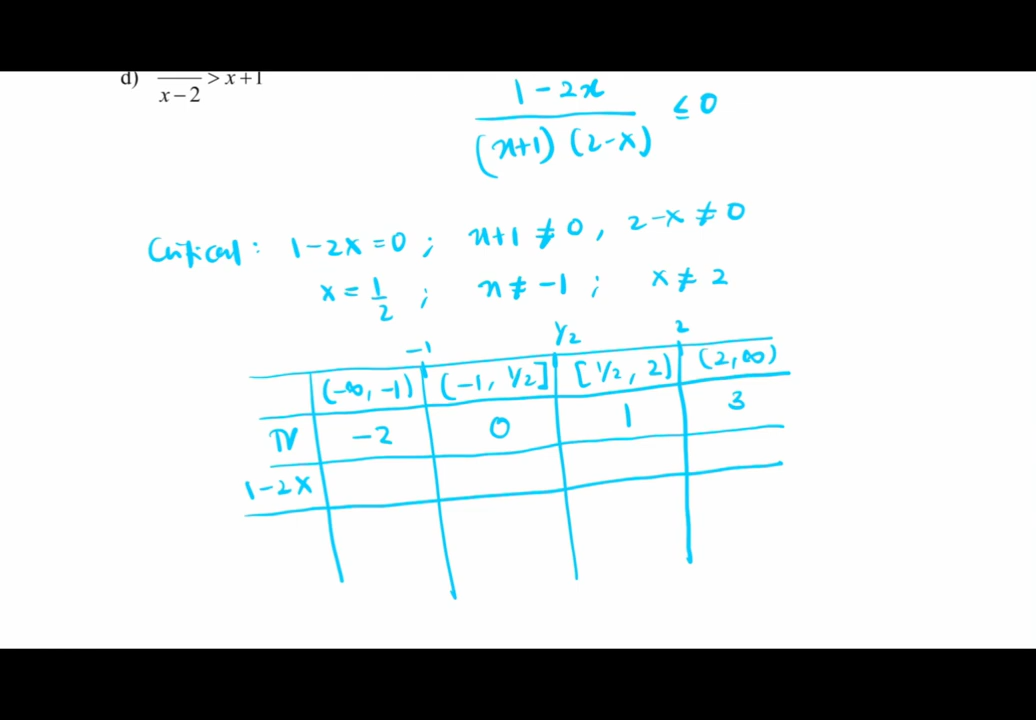 d) / x−2 > x+1
1 − 2x / (x+1) (2−x) ≤ 0
Critical : 1−2x = 0 ; x+1 ≠ 0 , 2−x ≠ 0
x = 1/2 ; x ≠ −1 ; x ≠ 2
−1 1/2 2
(−∞, −1) (−1, 1/2] [1/2, 2) (2, ∞)
TV −2 0 1 3
1−2x